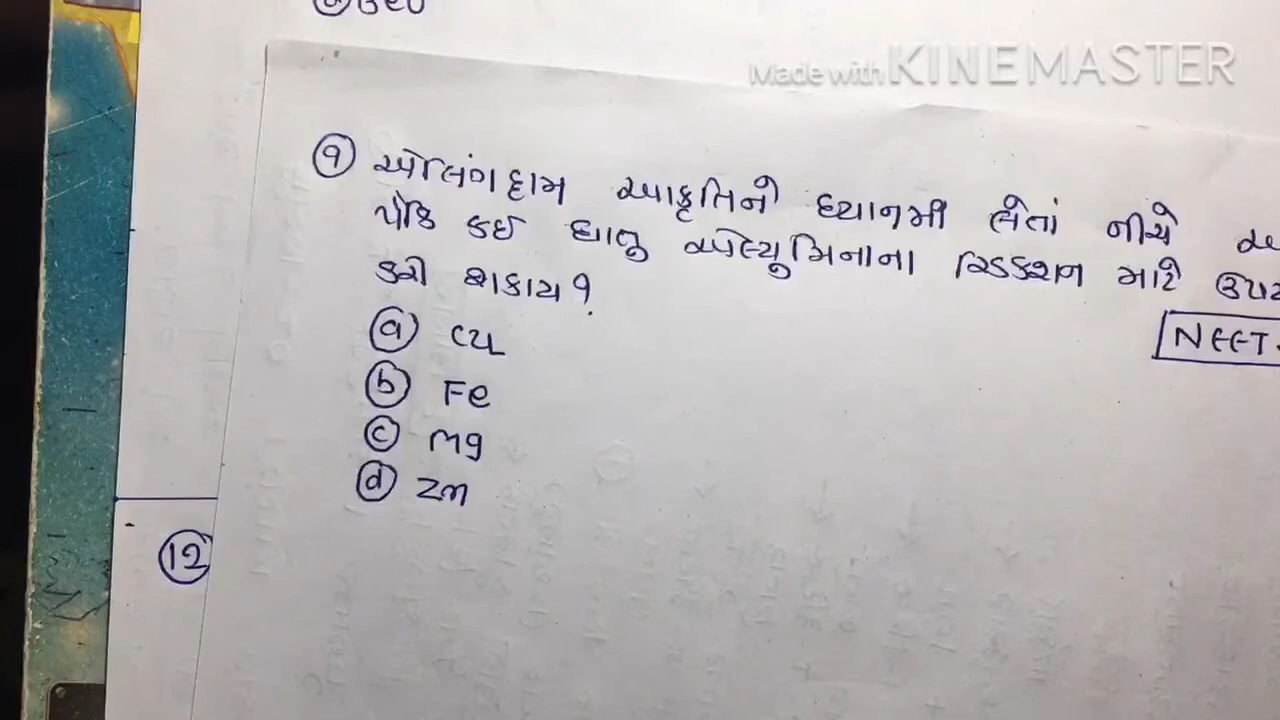 Made with KINEMASTER
૧ એલિંગહામ આકૃતિને ધ્યાનમાં લેતાં નીચે
પૈકિ કઈ ધાતુ એલ્યુમિનાના રિડક્શન માટે
કરી શકાય?
NEET
a Cu
b Fe
c Mg
d Zn
12